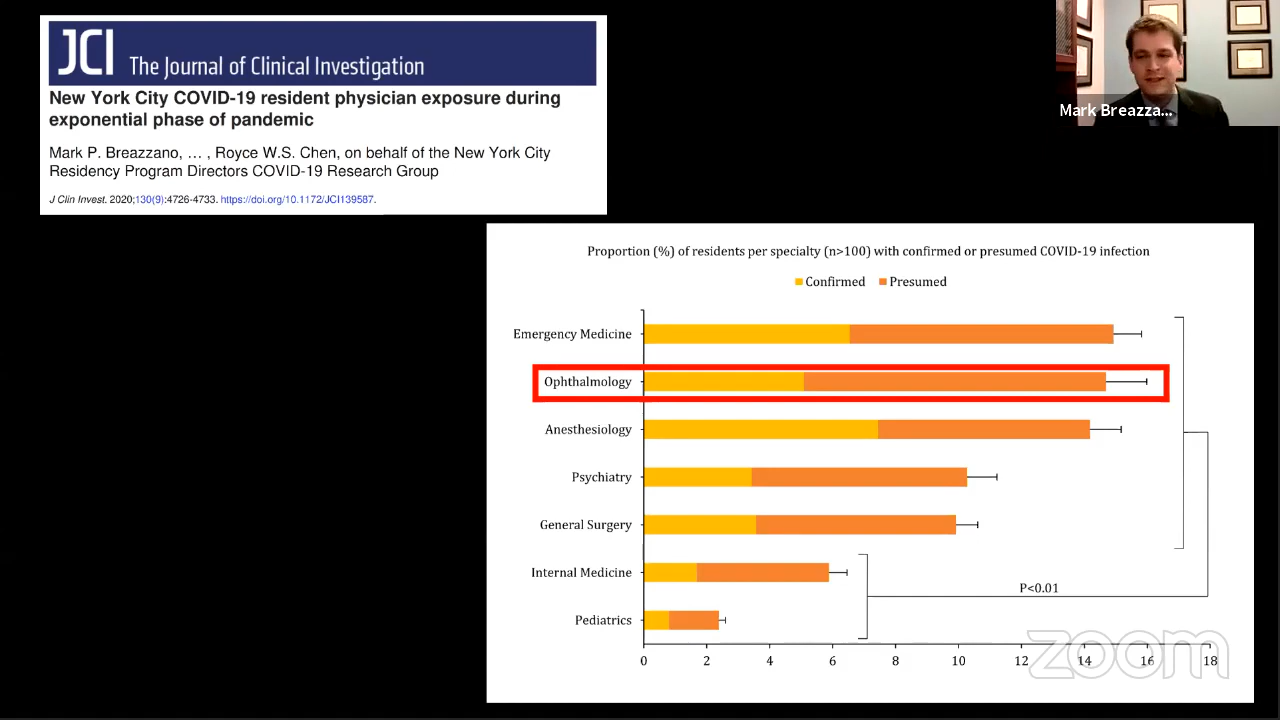 JCI The Journal of Clinical Investigation
New York City COVID-19 resident physician exposure during
exponential phase of pandemic
Mark P. Breazzano, … , Royce W.S. Chen, on behalf of the New York City
Residency Program Directors COVID-19 Research Group
J Clin Invest. 2020;130(9):4726-4733. https://doi.org/10.1172/JCI139587.
Mark Breazza...
Proportion (%) of residents per specialty (n>100) with confirmed or presumed COVID-19 infection
Confirmed Presumed
Emergency Medicine
Ophthalmology
Anesthesiology
Psychiatry
General Surgery
Internal Medicine
P<0.01
Pediatrics
0 2 4 6 8 10 12 14 16 18
zoom